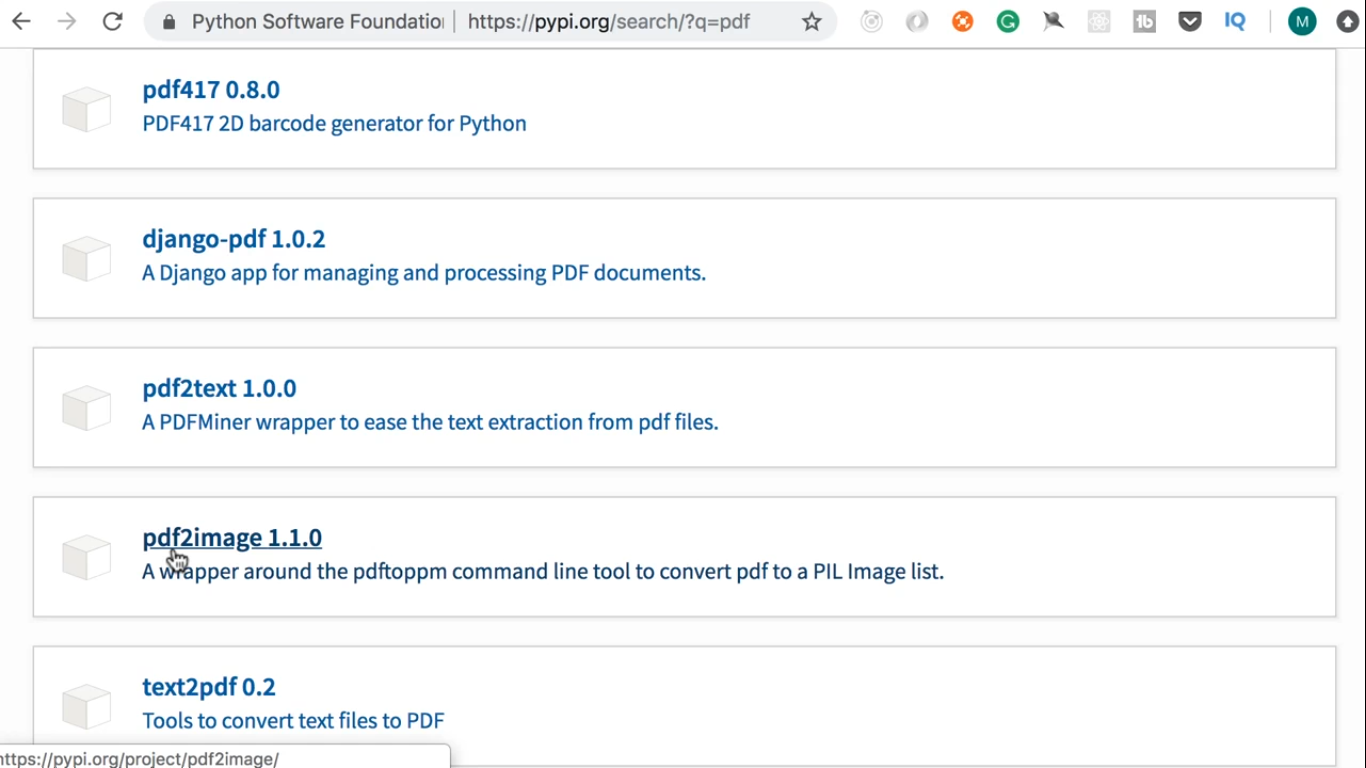 Python Software Foundation https://pypi.org/search/?q=pdf IQ M
pdf417 0.8.0
PDF417 2D barcode generator for Python
django-pdf 1.0.2
A Django app for managing and processing PDF documents.
pdf2text 1.0.0
A PDFMiner wrapper to ease the text extraction from pdf files.
pdf2image 1.1.0
A wrapper around the pdftoppm command line tool to convert pdf to a PIL Image list.
text2pdf 0.2
Tools to convert text files to PDF
https://pypi.org/project/pdf2image/